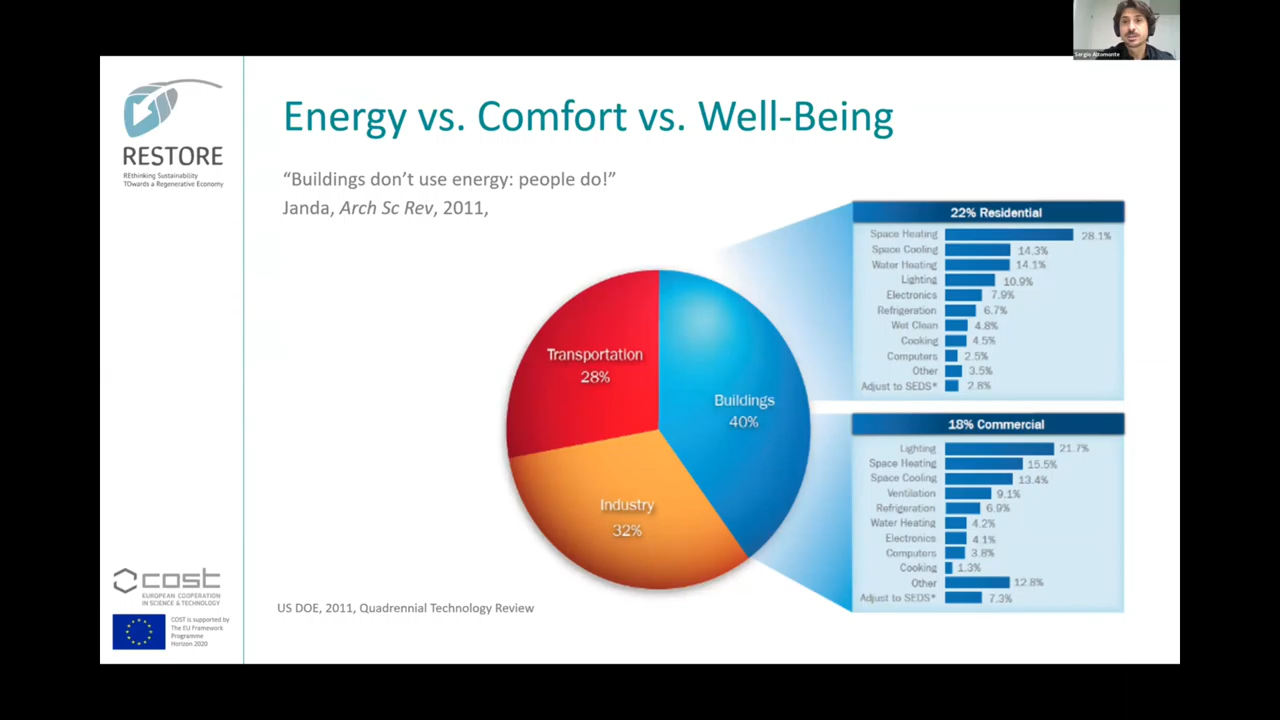 Sergio Altomonte
RESTORE
REthinking Sustainability
TOwards a Regenerative Economy
Energy vs. Comfort vs. Well-Being
“Buildings don’t use energy: people do!”
Janda, Arch Sc Rev, 2011,
Transportation
28%
Buildings
40%
Industry
32%
22% Residential
Space Heating 28.1%
Space Cooling 14.3%
Water Heating 14.1%
Lighting 10.9%
Electronics 7.9%
Refrigeration 6.7%
Wet Clean 4.8%
Cooking 4.5%
Computers 2.5%
Other 3.5%
Adjust to SEDS* 2.8%
18% Commercial
Lighting 21.7%
Space Heating 15.5%
Space Cooling 13.4%
Ventilation 9.1%
Refrigeration 6.9%
Water Heating 4.2%
Electronics 4.1%
Computers 3.8%
Cooking 1.3%
Other 12.8%
Adjust to SEDS* 7.3%
US DOE, 2011, Quadrennial Technology Review
cost
EUROPEAN COOPERATION
IN SCIENCE & TECHNOLOGY
COST is supported by
The EU Framework
Programme
Horizon 2020